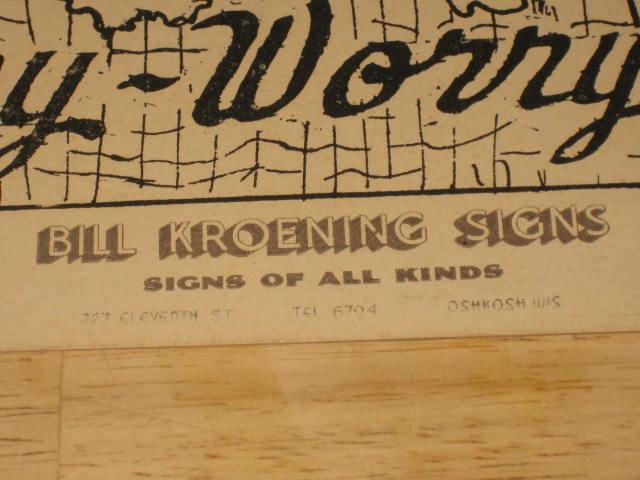 y-Worry
BILL KROENING SIGNS
SIGNS OF ALL KINDS
727 ELEVENTH ST. TEL 6704 OSHKOSH WIS